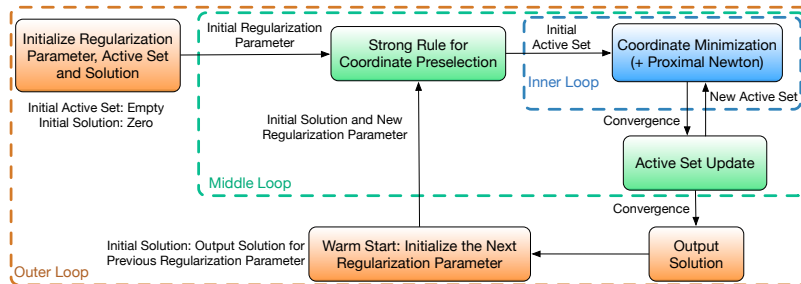 Initialize Regularization
Parameter, Active Set
and Solution
Initial Active Set: Empty
Initial Solution: Zero
Initial Regularization
Parameter
Strong Rule for
Coordinate Preselection
Initial
Active Set
Coordinate Minimization
(+ Proximal Newton)
Inner Loop
New Active Set
Convergence
Initial Solution and New
Regularization Parameter
Active Set Update
Middle Loop
Convergence
Initial Solution: Output Solution for
Previous Regularization Parameter
Warm Start: Initialize the Next
Regularization Parameter
Output
Solution
Outer Loop